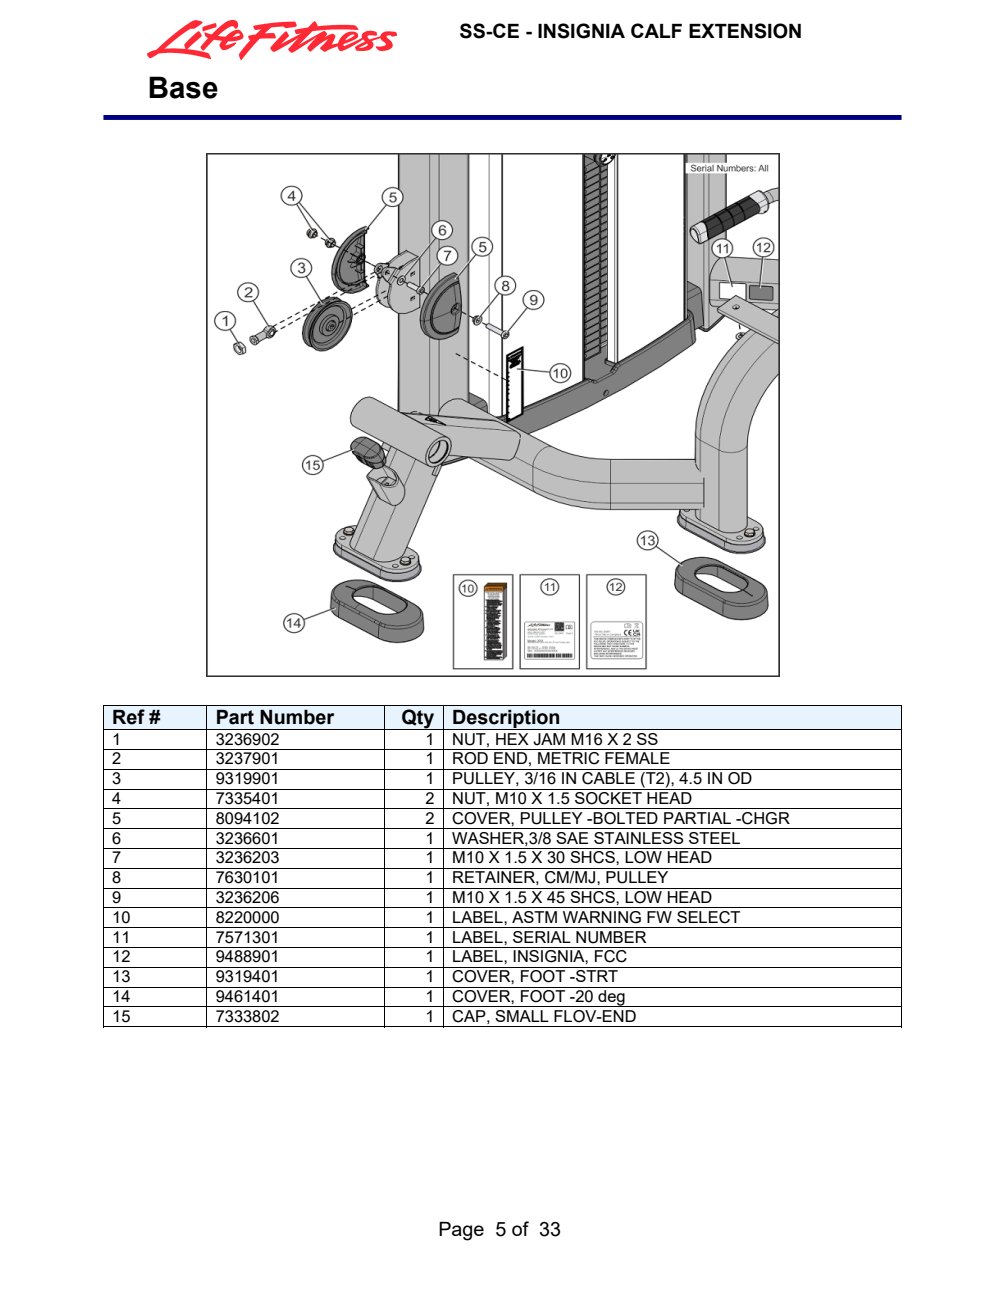 Life Fitness
SS-CE - INSIGNIA CALF EXTENSION
Base
Serial Numbers: All
4
5
6
5
7
3
8
2
9
1
11
12
10
15
13
14
10
11
12
Ref # Part Number Qty Description
1 3236902 1 NUT, HEX JAM M16 X 2 SS
2 3237901 1 ROD END, METRIC FEMALE
3 9319901 1 PULLEY, 3/16 IN CABLE (T2), 4.5 IN OD
4 7335401 2 NUT, M10 X 1.5 SOCKET HEAD
5 8094102 2 COVER, PULLEY -BOLTED PARTIAL -CHGR
6 3236601 1 WASHER,3/8 SAE STAINLESS STEEL
7 3236203 1 M10 X 1.5 X 30 SHCS, LOW HEAD
8 7630101 1 RETAINER, CM/MJ, PULLEY
9 3236206 1 M10 X 1.5 X 45 SHCS, LOW HEAD
10 8220000 1 LABEL, ASTM WARNING FW SELECT
11 7571301 1 LABEL, SERIAL NUMBER
12 9488901 1 LABEL, INSIGNIA, FCC
13 9319401 1 COVER, FOOT -STRT
14 9461401 1 COVER, FOOT -20 deg
15 7333802 1 CAP, SMALL FLOV-END
Page 5 of 33